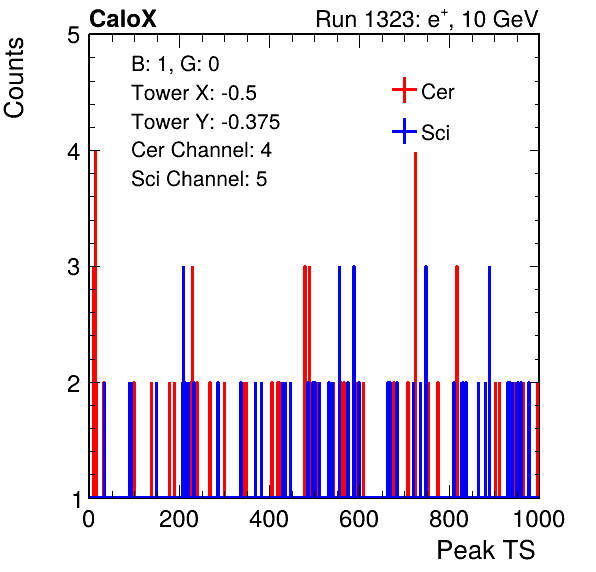 CaloX Run 1323: e⁺, 10 GeV
Counts
B: 1, G: 0
Tower X: -0.5
Tower Y: -0.375
Cer Channel: 4
Sci Channel: 5
Cer
Sci
5
4
3
2
1
0 200 400 600 800 1000
Peak TS